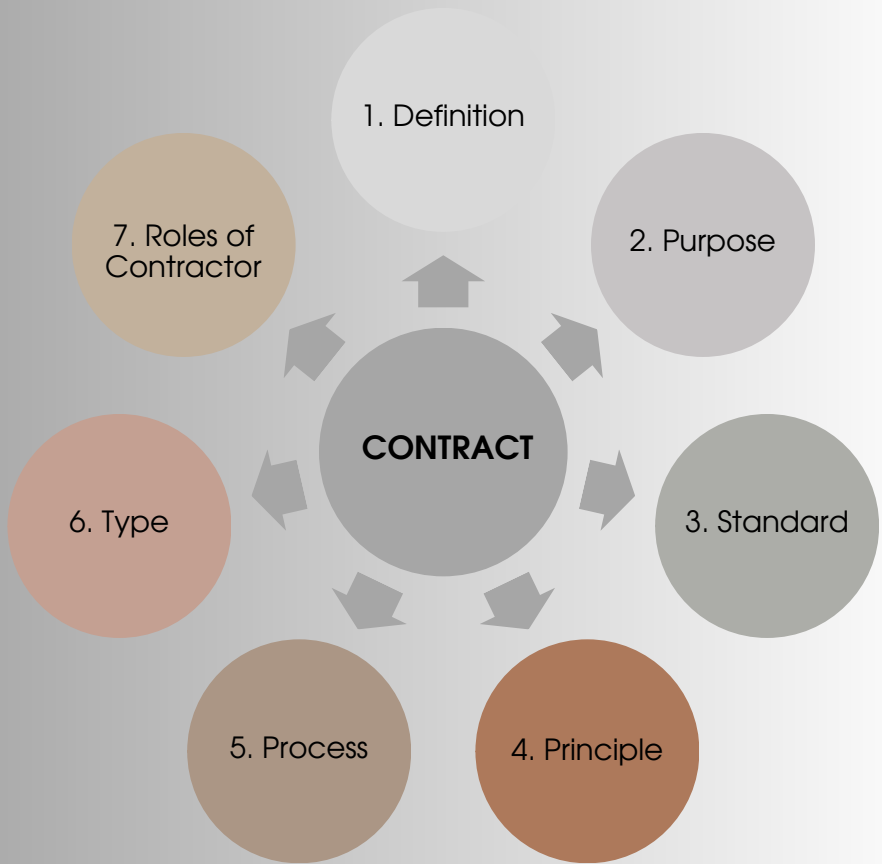 1. Definition
2. Purpose
3. Standard
4. Principle
5. Process
6. Type
7. Roles of
Contractor
CONTRACT